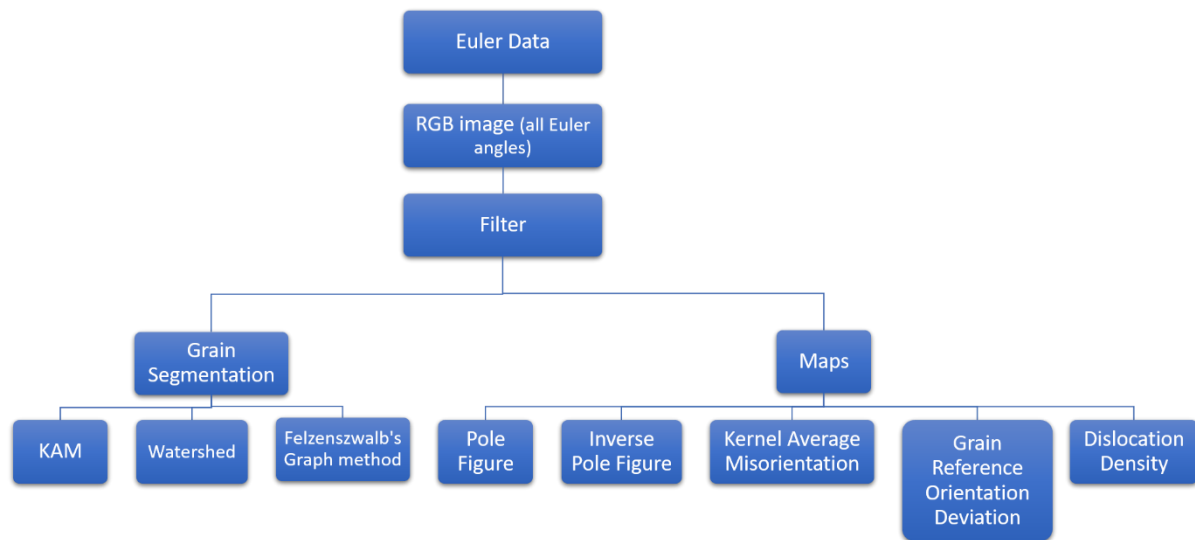 Euler Data
RGB image (all Euler
angles)
Filter
Grain
Segmentation
Maps
KAM
Watershed
Felzenszwalb's
Graph method
Pole
Figure
Inverse
Pole Figure
Kernel Average
Misorientation
Grain
Reference
Orientation
Deviation
Dislocation
Density